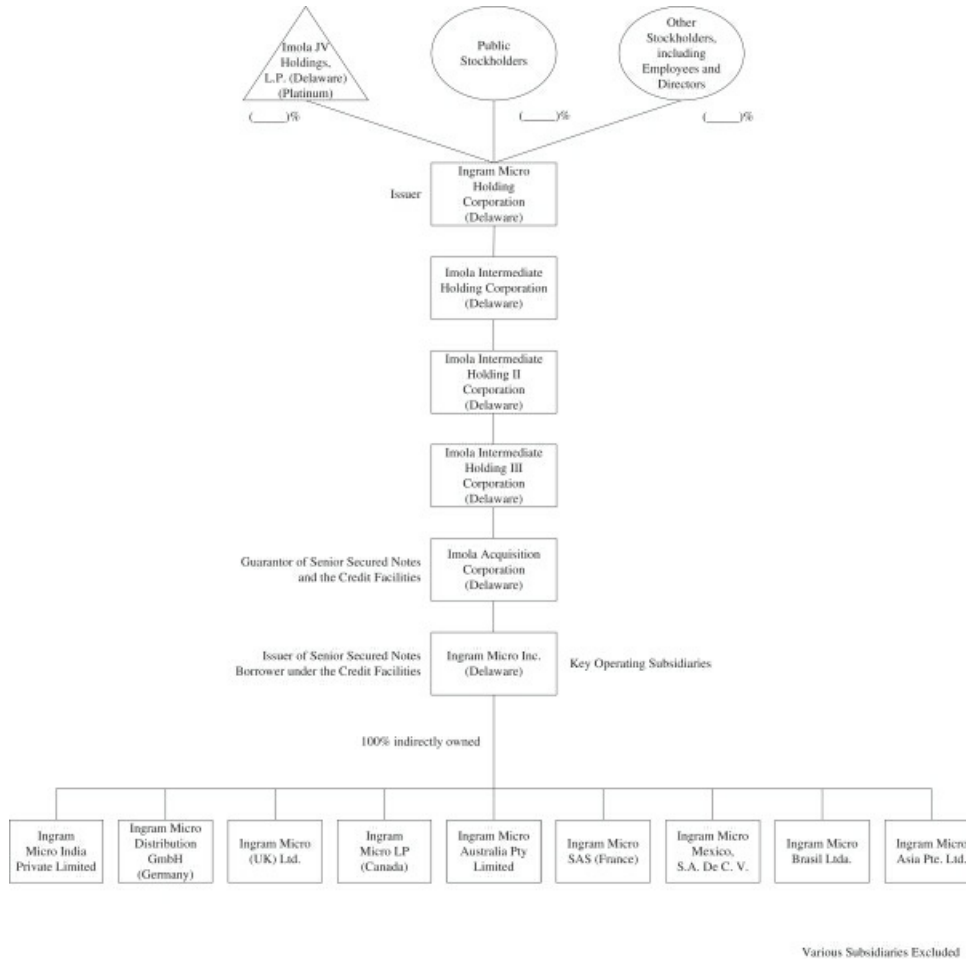 Imola JV
Holdings,
L.P. (Delaware)
(Platinum)
Public
Stockholders
Other
Stockholders,
including
Employees and
Directors
(_____)%
(_____)%
(_____)%
Issuer
Ingram Micro
Holding
Corporation
(Delaware)
Imola Intermediate
Holding Corporation
(Delaware)
Imola Intermediate
Holding II
Corporation
(Delaware)
Imola Intermediate
Holding III
Corporation
(Delaware)
Guarantor of Senior Secured Notes
and the Credit Facilities
Imola Acquisition
Corporation
(Delaware)
Issuer of Senior Secured Notes
Borrower under the Credit Facilities
Ingram Micro Inc.
(Delaware)
Key Operating Subsidiaries
100% indirectly owned
Ingram
Micro India
Private Limited
Ingram Micro
Distribution
GmbH
(Germany)
Ingram Micro
(UK) Ltd.
Ingram
Micro LP
(Canada)
Ingram Micro
Australia Pty
Limited
Ingram Micro
SAS (France)
Ingram Micro
Mexico,
S.A. De C. V.
Ingram Micro
Brasil Ltda.
Ingram Micro
Asia Pte. Ltd.
Various Subsidiaries Excluded